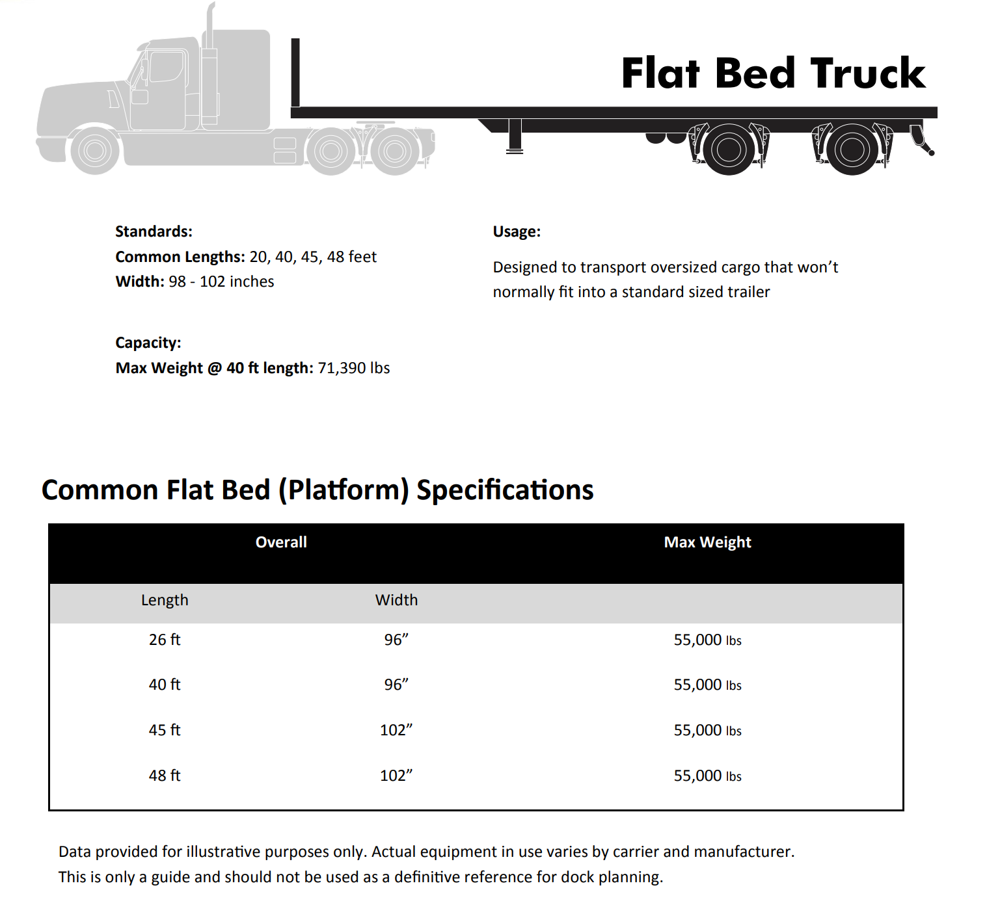 Flat Bed Truck
Standards:
Common Lengths: 20, 40, 45, 48 feet
Width: 98 - 102 inches
Capacity:
Max Weight @ 40 ft length: 71,390 lbs
Usage:
Designed to transport oversized cargo that won’t
normally fit into a standard sized trailer
Common Flat Bed (Platform) Specifications
Overall Max Weight
Length Width
26 ft 96” 55,000 lbs
40 ft 96” 55,000 lbs
45 ft 102” 55,000 lbs
48 ft 102” 55,000 lbs
Data provided for illustrative purposes only. Actual equipment in use varies by carrier and manufacturer.
This is only a guide and should not be used as a definitive reference for dock planning.